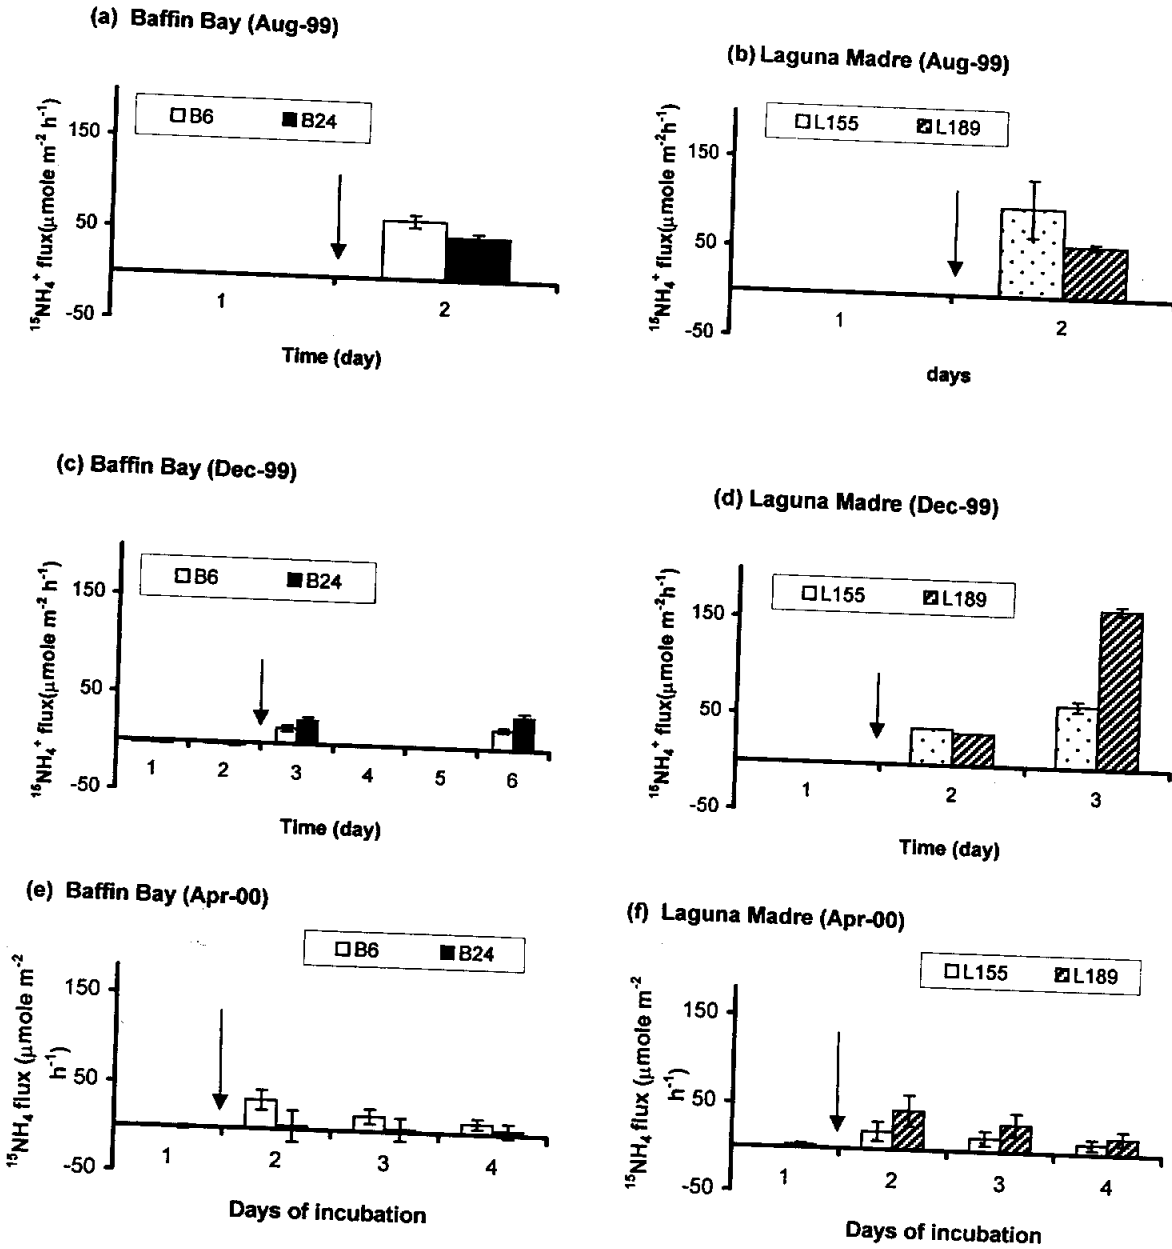 (a) Baffin Bay (Aug-99)
¹⁵NH₄⁺ flux(µmole m⁻² h⁻¹)
150
50
-50
B6 B24
1 2
Time (day)
(b) Laguna Madre (Aug-99)
¹⁵NH₄⁺ flux(µmole m⁻²h⁻¹)
150
50
-50
L155 L189
1 2
days
(c) Baffin Bay (Dec-99)
¹⁵NH₄⁺ flux(µmole m⁻² h⁻¹)
150
50
-50
B6 B24
1 2 3 4 5 6
Time (day)
(d) Laguna Madre (Dec-99)
¹⁵NH₄⁺ flux(µmole m⁻²h⁻¹)
150
50
-50
L155 L189
1 2 3
Time (day)
(e) Baffin Bay (Apr-00)
¹⁵NH₄ flux (µmole m⁻²
h⁻¹)
150
50
-50
B6 B24
1 2 3 4
Days of incubation
(f) Laguna Madre (Apr-00)
¹⁵NH₄ flux (µmole m⁻²
h⁻¹)
150
50
-50
L155 L189
1 2 3 4
Days of incubation